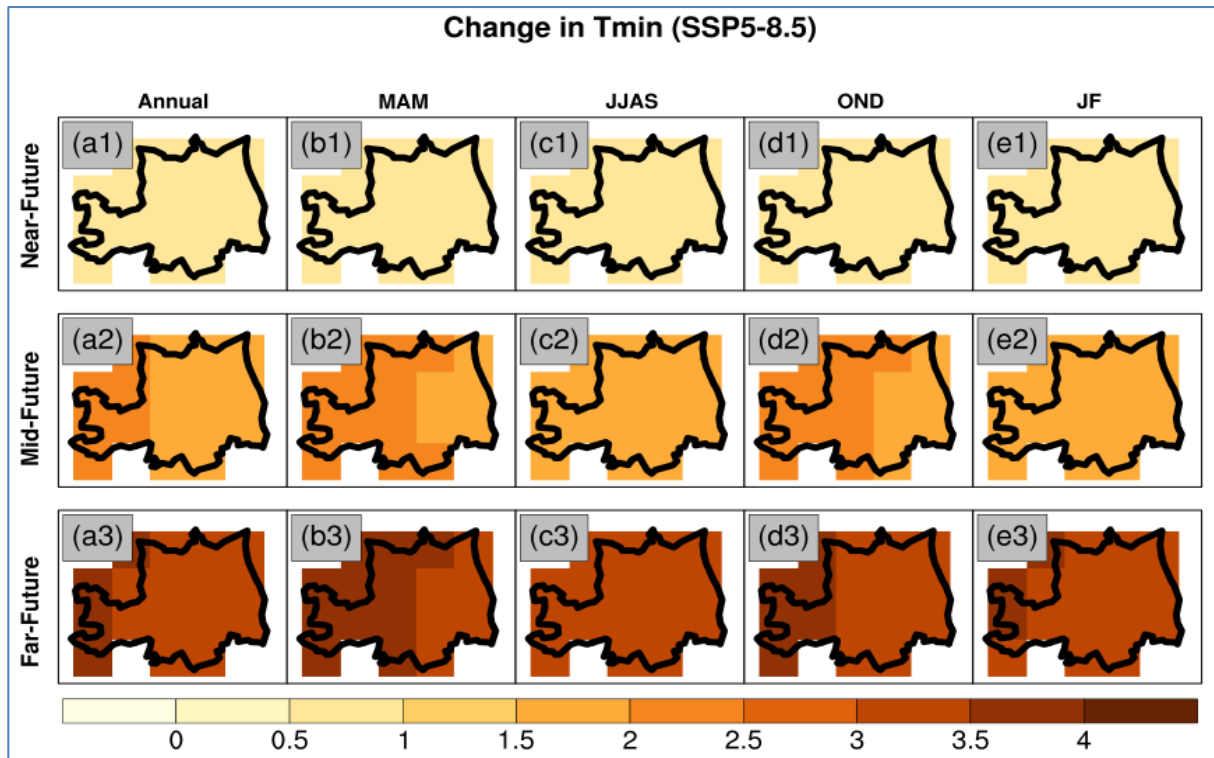 Change in Tmin (SSP5-8.5)
Annual MAM JJAS OND JF
Near-Future
(a1) (b1) (c1) (d1) (e1)
Mid-Future
(a2) (b2) (c2) (d2) (e2)
Far-Future
(a3) (b3) (c3) (d3) (e3)
0 0.5 1 1.5 2 2.5 3 3.5 4